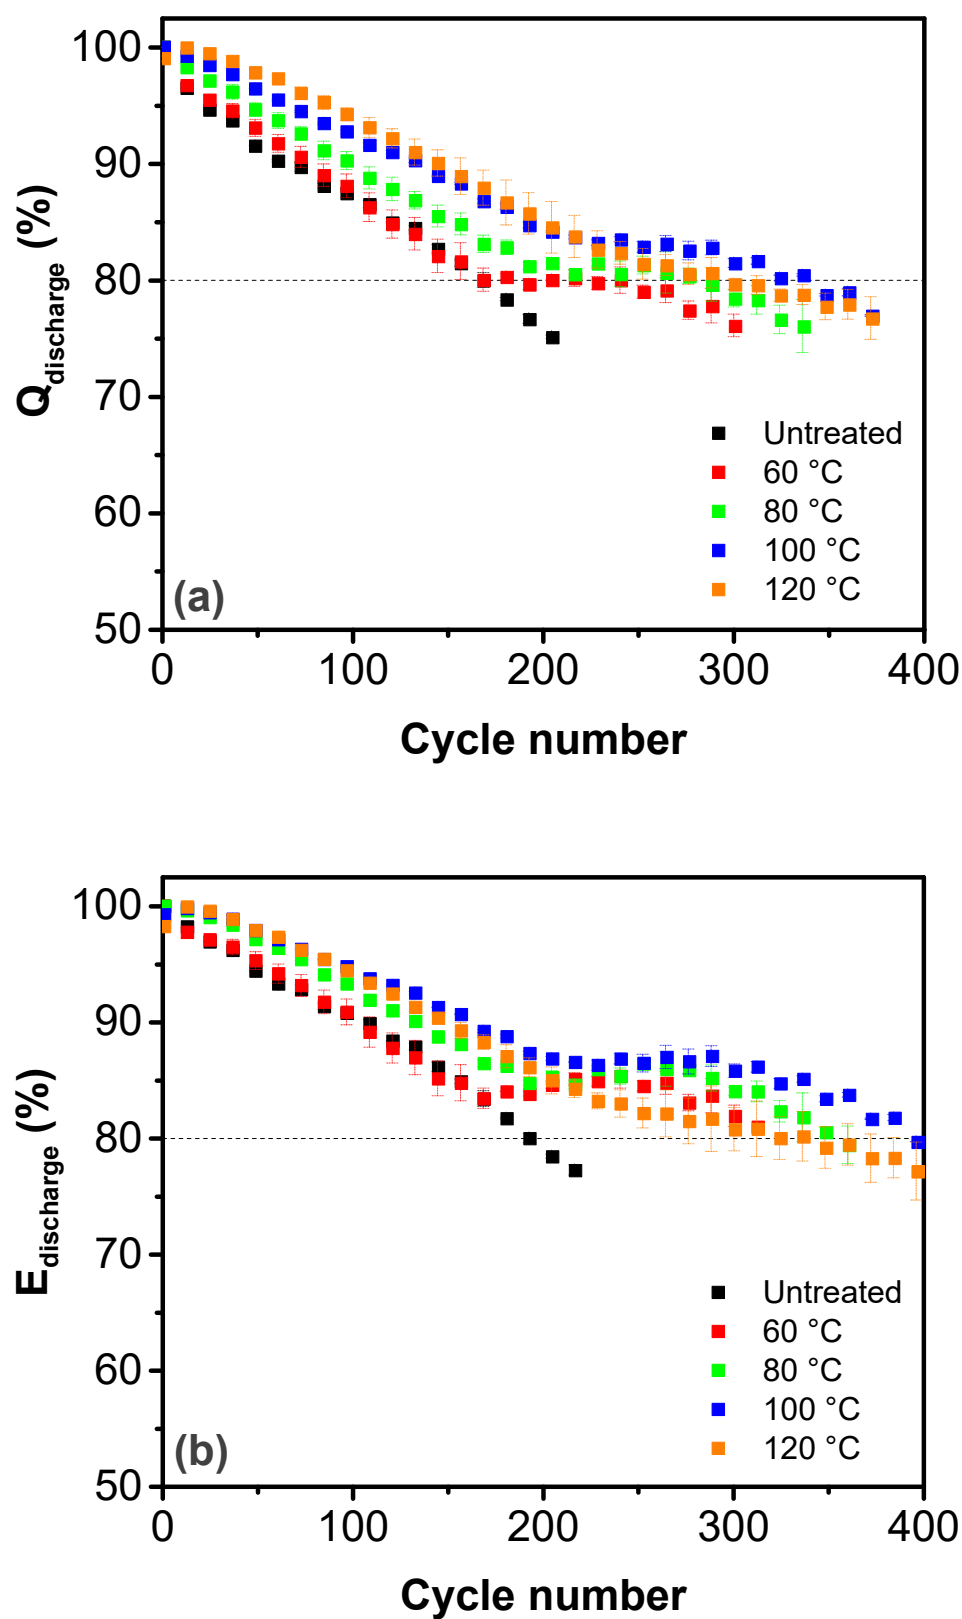 100
90
80
70
60
50
Q_discharge (%)
Untreated
60 °C
80 °C
100 °C
120 °C
(a)
0 100 200 300 400
Cycle number
100
90
80
70
60
50
E_discharge (%)
Untreated
60 °C
80 °C
100 °C
120 °C
(b)
0 100 200 300 400
Cycle number